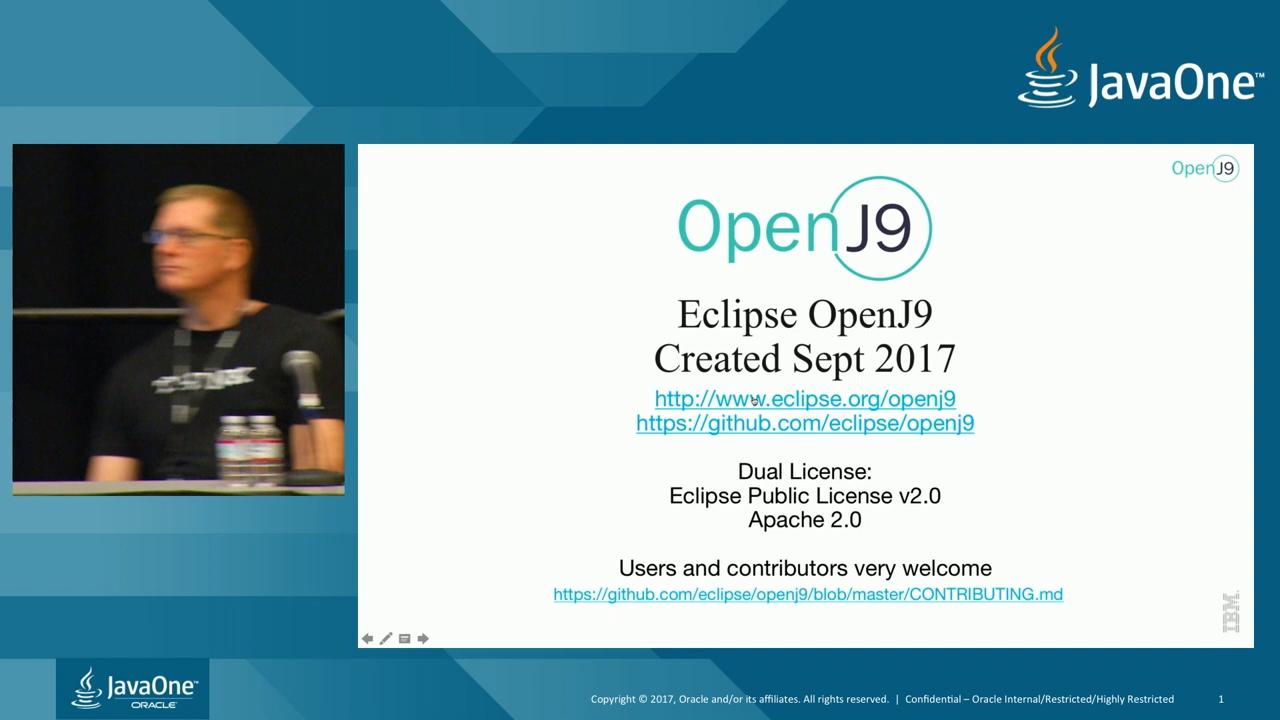 JavaOne™
OpenJ9
OpenJ9
Eclipse OpenJ9
Created Sept 2017
http://www.eclipse.org/openj9
https://github.com/eclipse/openj9
Dual License:
Eclipse Public License v2.0
Apache 2.0
Users and contributors very welcome
https://github.com/eclipse/openj9/blob/master/CONTRIBUTING.md
IBM
JavaOne™
ORACLE
Copyright © 2017, Oracle and/or its affiliates. All rights reserved. | Confidential – Oracle Internal/Restricted/Highly Restricted 1